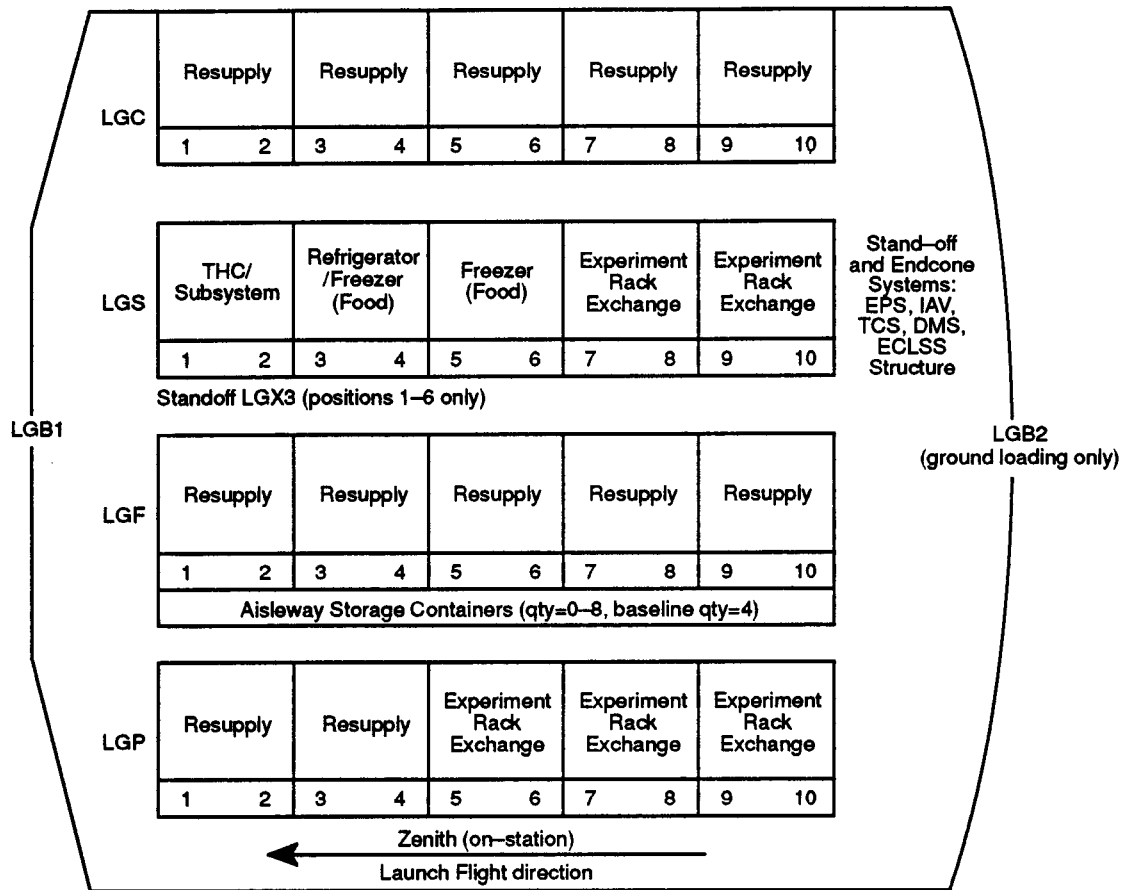 Resupply Resupply Resupply Resupply Resupply
LGC
1 2 3 4 5 6 7 8 9 10
THC/
Subsystem
Refrigerator
/Freezer
(Food)
Freezer
(Food)
Experiment
Rack
Exchange
Experiment
Rack
Exchange
LGS
1 2 3 4 5 6 7 8 9 10
Stand–off
and Endcone
Systems:
EPS, IAV,
TCS, DMS,
ECLSS
Structure
Standoff LGX3 (positions 1–6 only)
LGB1
LGB2
(ground loading only)
Resupply Resupply Resupply Resupply Resupply
LGF
1 2 3 4 5 6 7 8 9 10
Aisleway Storage Containers (qty=0–8, baseline qty=4)
Resupply Resupply
Experiment
Rack
Exchange
Experiment
Rack
Exchange
Experiment
Rack
Exchange
LGP
1 2 3 4 5 6 7 8 9 10
Zenith (on–station)
Launch Flight direction